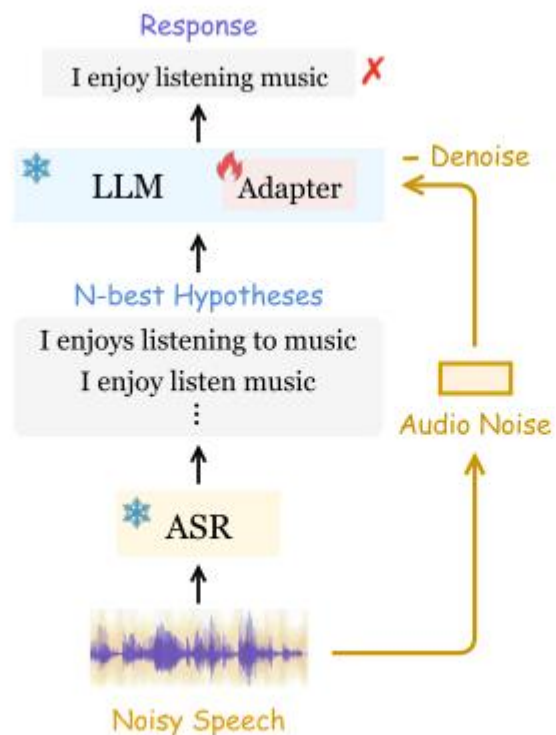 Response
I enjoy listening music ✗
LLM
Adapter
– Denoise
N-best Hypotheses
I enjoys listening to music
I enjoy listen music
⋮
Audio Noise
ASR
Noisy Speech